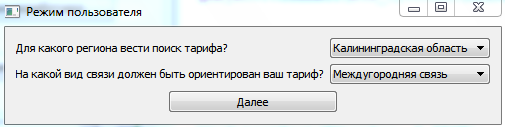 Режим пользователя
Для какого региона вести поиск тарифа? Калининградская область
На какой вид связи должен быть ориентирован ваш тариф? Междугородняя связь
Далее